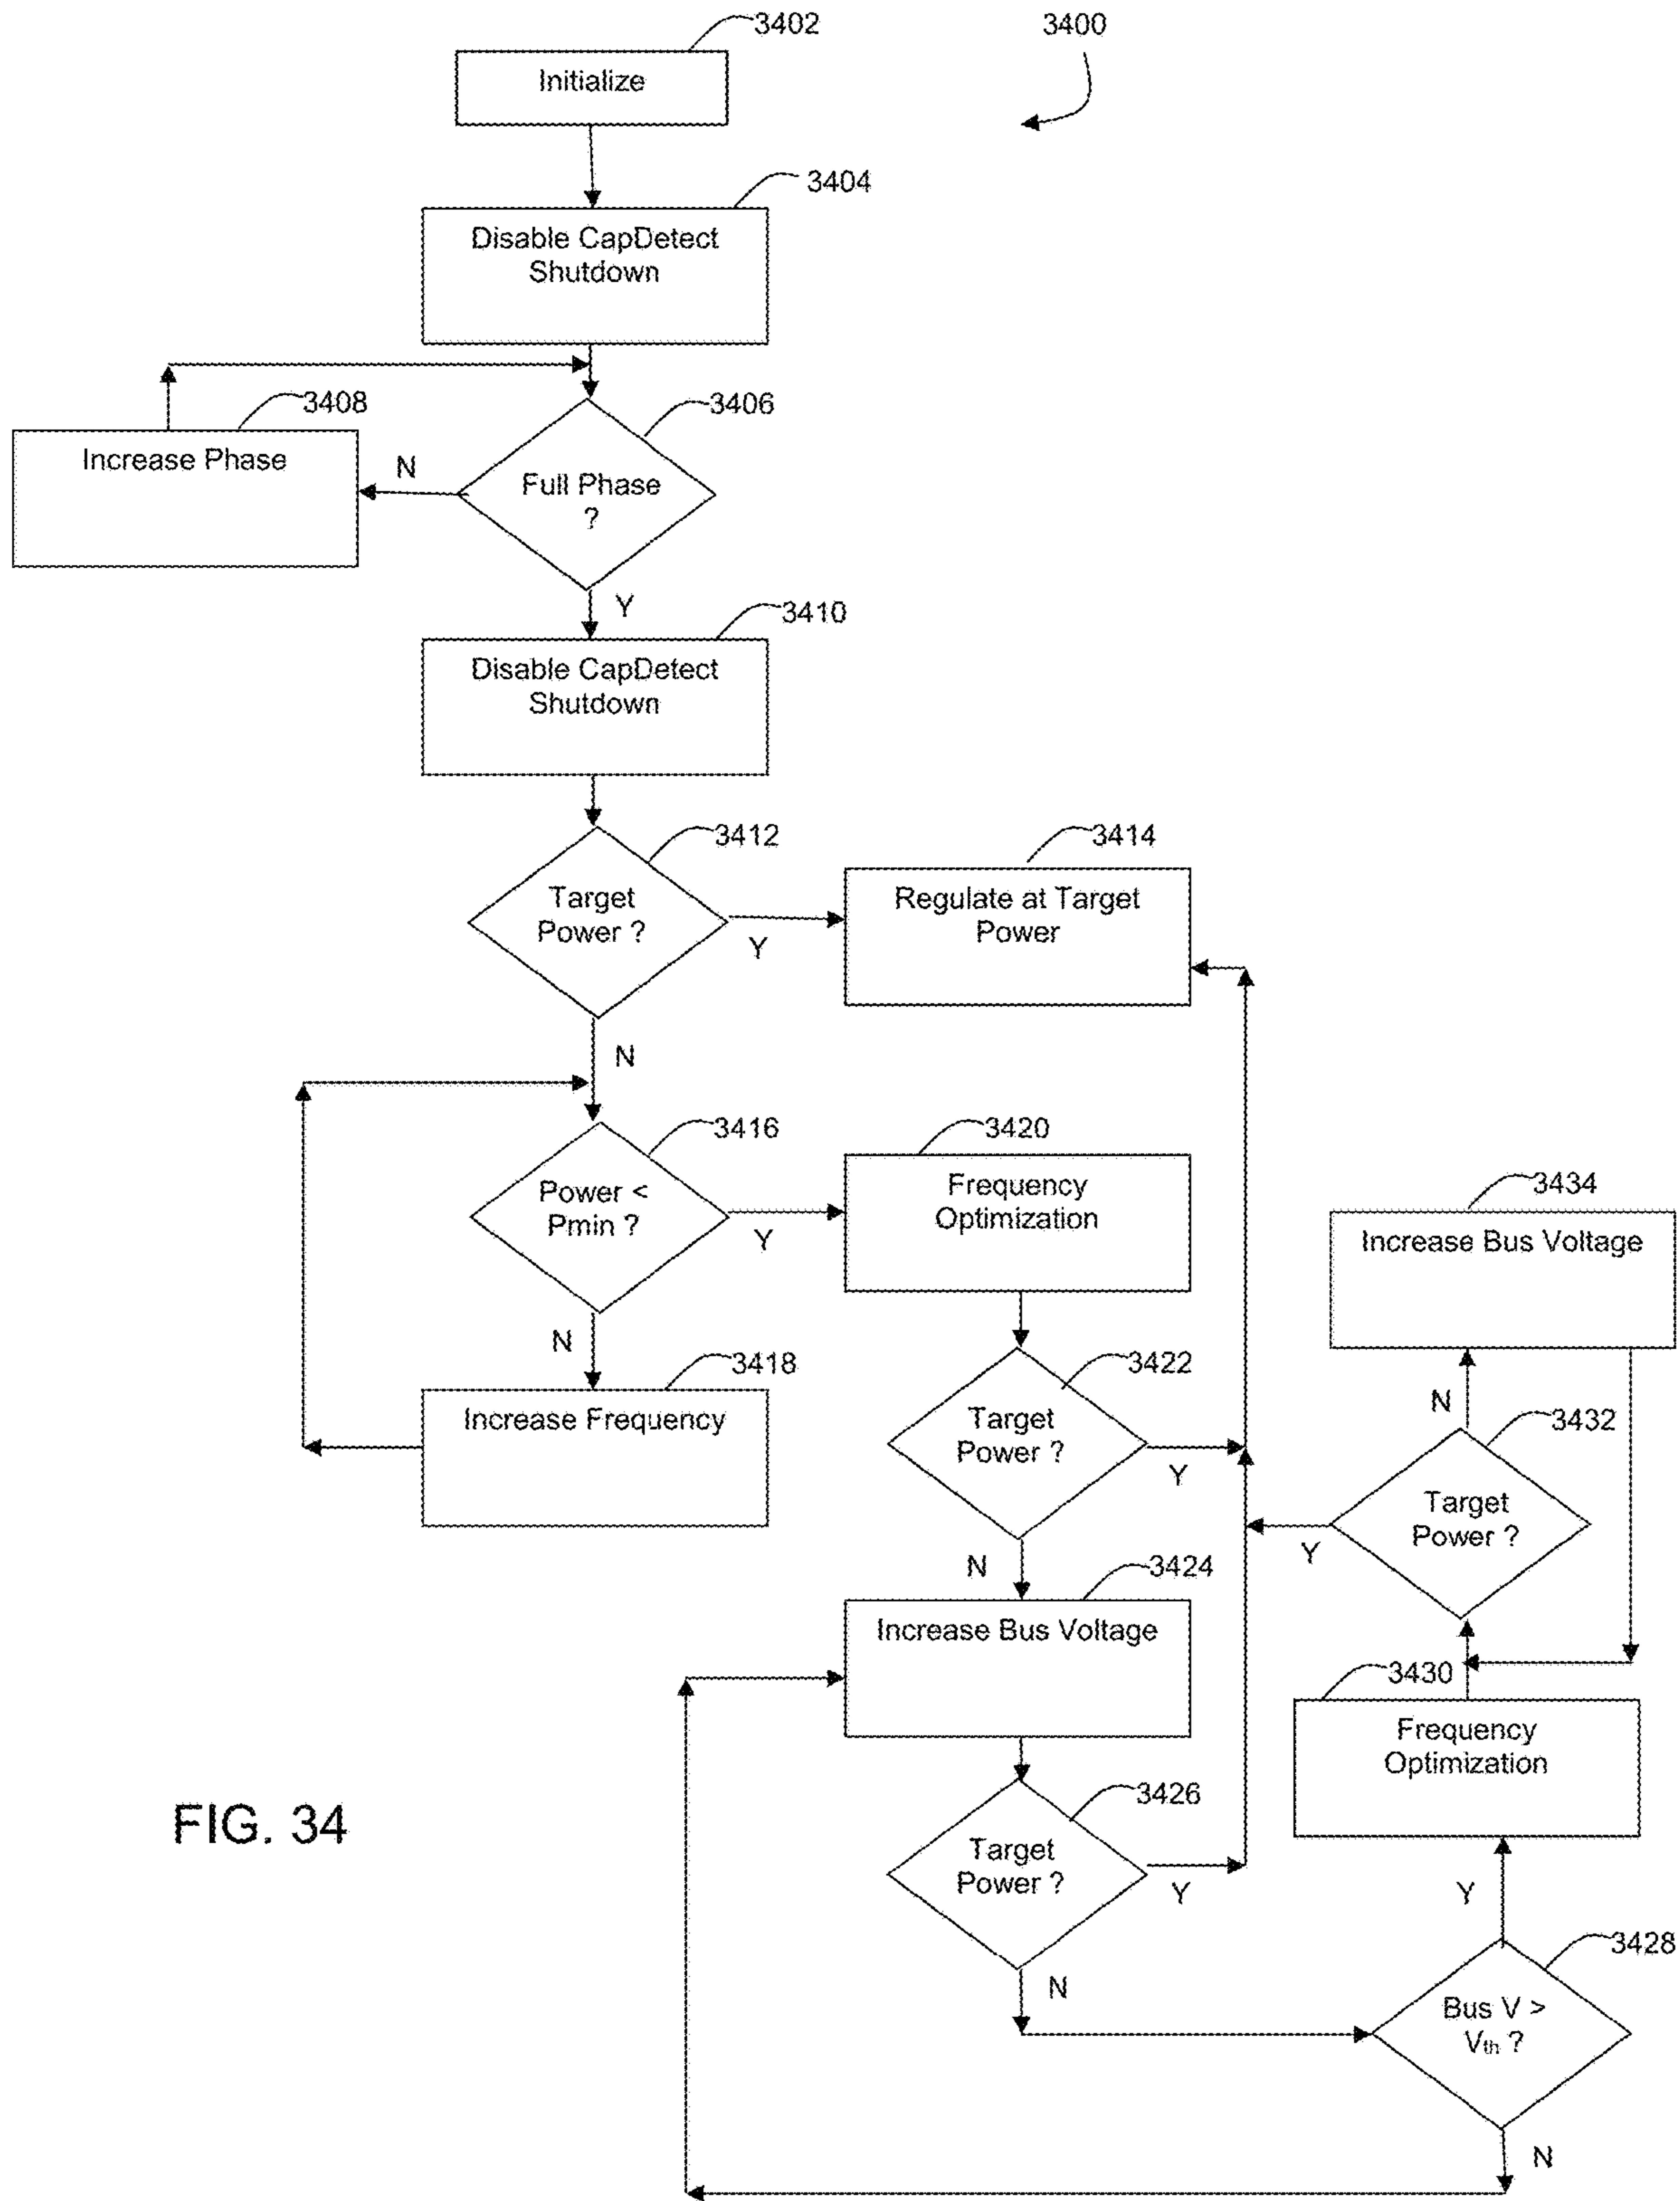 3402
3400
Initialize
3404
Disable CapDetect
Shutdown
3408
3406
Increase Phase
N
Full Phase
?
Y
3410
Disable CapDetect
Shutdown
3412
3414
Target
Power ?
Y
Regulate at Target
Power
N
3416
3420
Power <
Pmin ?
Y
Frequency
Optimization
3434
Increase Bus Voltage
N
3418
Increase Frequency
3422
Target
Power ?
Y
N
3432
Target
Power ?
Y
N
3424
Increase Bus Voltage
3430
Frequency
Optimization
3426
Target
Power ?
Y
FIG. 34
Y
N
3428
Bus V >
Vth ?
N